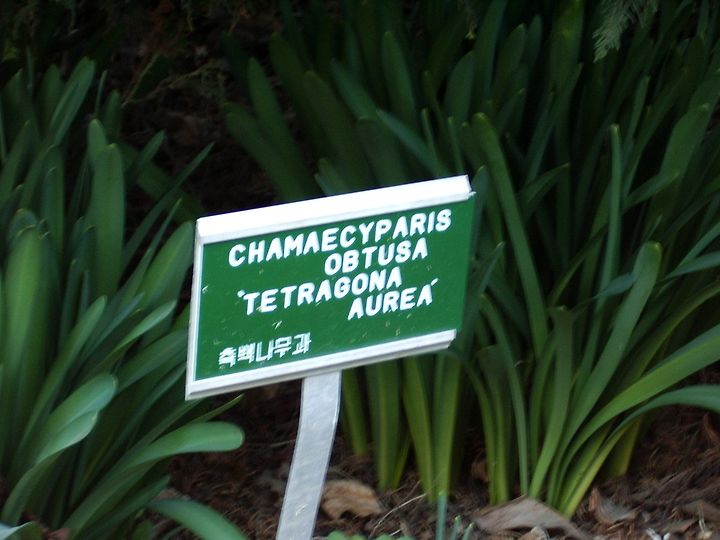 CHAMAECYPARIS
OBTUSA
'TETRAGONA
AUREA'
측백나무과